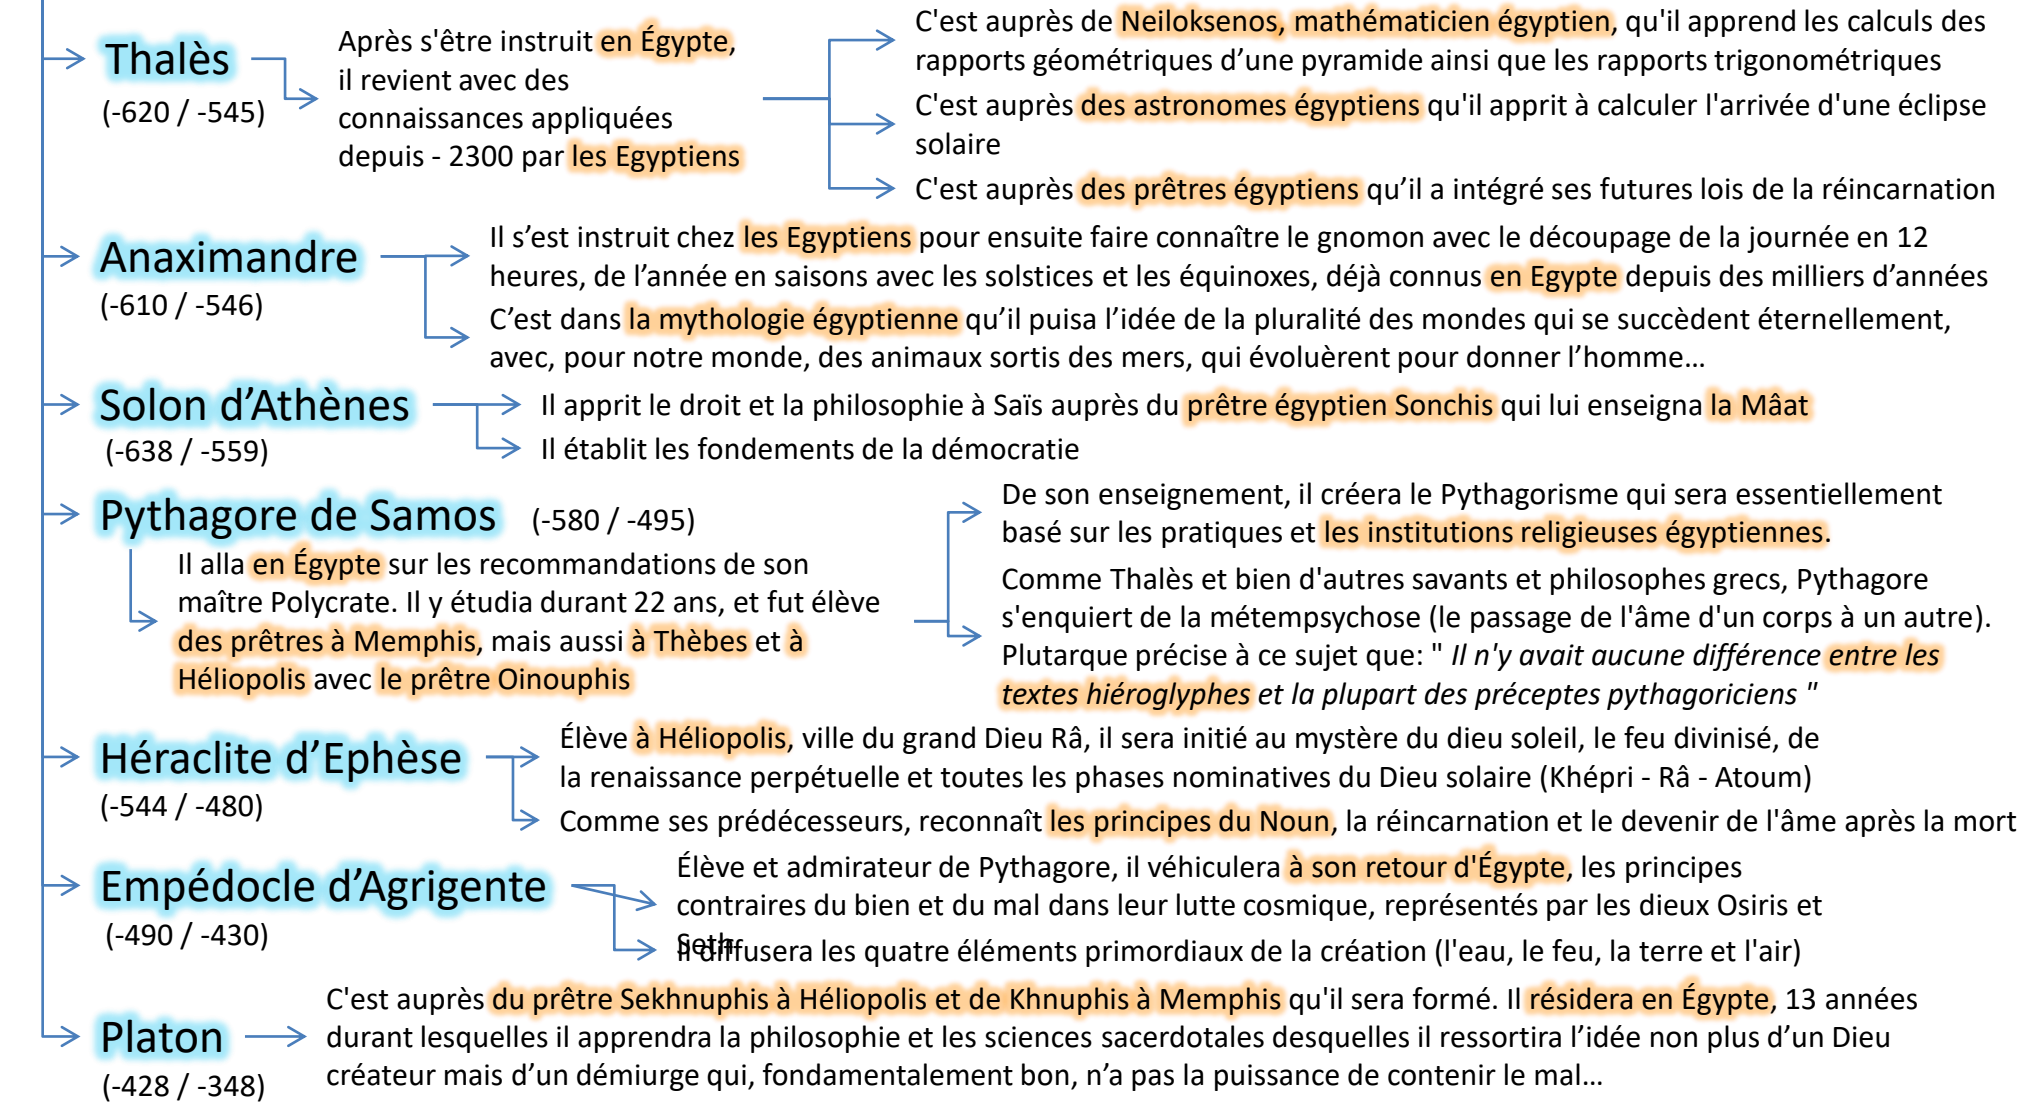 Thalès
(-620 / -545)
Après s'être instruit en Égypte,
il revient avec des
connaissances appliquées
depuis - 2300 par les Egyptiens
C'est auprès de Neiloksenos, mathématicien égyptien, qu'il apprend les calculs des
rapports géométriques d’une pyramide ainsi que les rapports trigonométriques
C'est auprès des astronomes égyptiens qu'il apprit à calculer l'arrivée d'une éclipse
solaire
C'est auprès des prêtres égyptiens qu’il a intégré ses futures lois de la réincarnation
Anaximandre
(-610 / -546)
Il s’est instruit chez les Egyptiens pour ensuite faire connaître le gnomon avec le découpage de la journée en 12
heures, de l’année en saisons avec les solstices et les équinoxes, déjà connus en Egypte depuis des milliers d’années
C’est dans la mythologie égyptienne qu’il puisa l’idée de la pluralité des mondes qui se succèdent éternellement,
avec, pour notre monde, des animaux sortis des mers, qui évoluèrent pour donner l’homme…
Solon d’Athènes
(-638 / -559)
Il apprit le droit et la philosophie à Saïs auprès du prêtre égyptien Sonchis qui lui enseigna la Mâat
Il établit les fondements de la démocratie
Pythagore de Samos (-580 / -495)
Il alla en Égypte sur les recommandations de son
maître Polycrate. Il y étudia durant 22 ans, et fut élève
des prêtres à Memphis, mais aussi à Thèbes et à
Héliopolis avec le prêtre Oinouphis
De son enseignement, il créera le Pythagorisme qui sera essentiellement
basé sur les pratiques et les institutions religieuses égyptiennes.
Comme Thalès et bien d'autres savants et philosophes grecs, Pythagore
s'enquiert de la métempsychose (le passage de l'âme d'un corps à un autre).
Plutarque précise à ce sujet que: " Il n'y avait aucune différence entre les
textes hiéroglyphes et la plupart des préceptes pythagoriciens "
Héraclite d’Ephèse
(-544 / -480)
Élève à Héliopolis, ville du grand Dieu Râ, il sera initié au mystère du dieu soleil, le feu divinisé, de
la renaissance perpétuelle et toutes les phases nominatives du Dieu solaire (Khépri - Râ - Atoum)
Comme ses prédécesseurs, reconnaît les principes du Noun, la réincarnation et le devenir de l'âme après la mort
Empédocle d’Agrigente
(-490 / -430)
Élève et admirateur de Pythagore, il véhiculera à son retour d'Égypte, les principes
contraires du bien et du mal dans leur lutte cosmique, représentés par les dieux Osiris et
Seth
Il diffusera les quatre éléments primordiaux de la création (l'eau, le feu, la terre et l'air)
Platon
(-428 / -348)
C'est auprès du prêtre Sekhnuphis à Héliopolis et de Khnuphis à Memphis qu'il sera formé. Il résidera en Égypte, 13 années
durant lesquelles il apprendra la philosophie et les sciences sacerdotales desquelles il ressortira l’idée non plus d’un Dieu
créateur mais d’un démiurge qui, fondamentalement bon, n’a pas la puissance de contenir le mal…